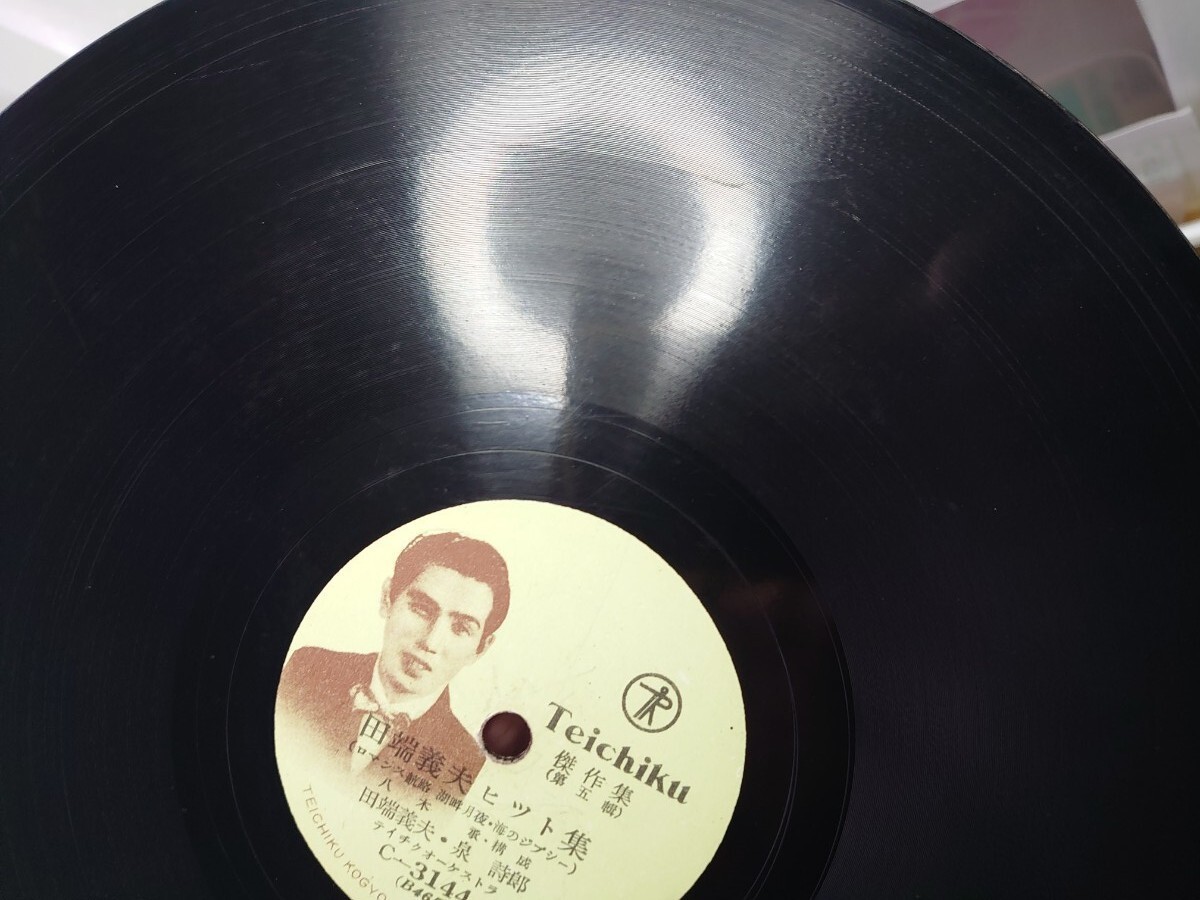 Teichiku
傑作集
(第五輯)
田端義夫ヒット集
(ロマンス航路 湖畔月夜・海のジプシー)
八木 歌・構成
田端義夫・泉詩郎
テイチクオーケストラ
C-3144
TEICHIKU KOGYO